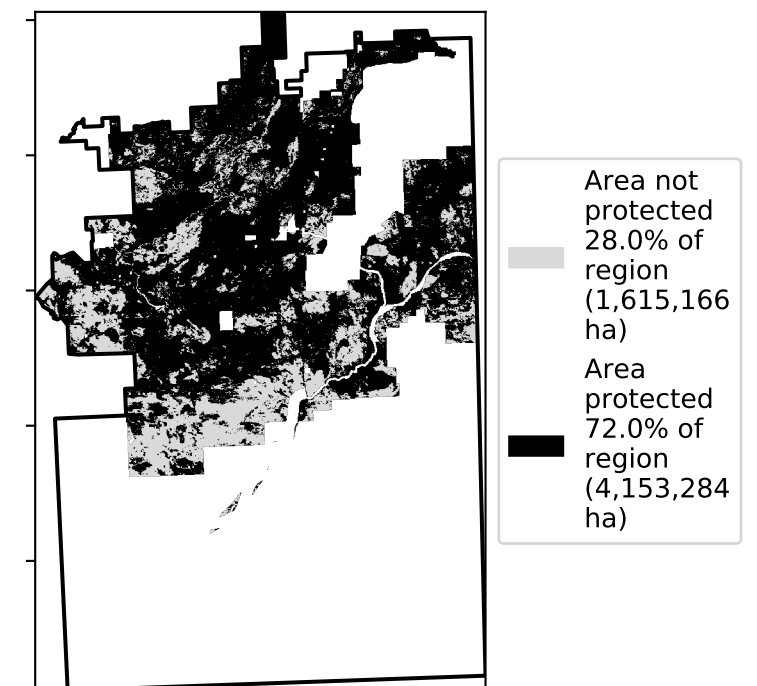 Area not
protected
28.0% of
region
(1,615,166
ha)
Area
protected
72.0% of
region
(4,153,284
ha)